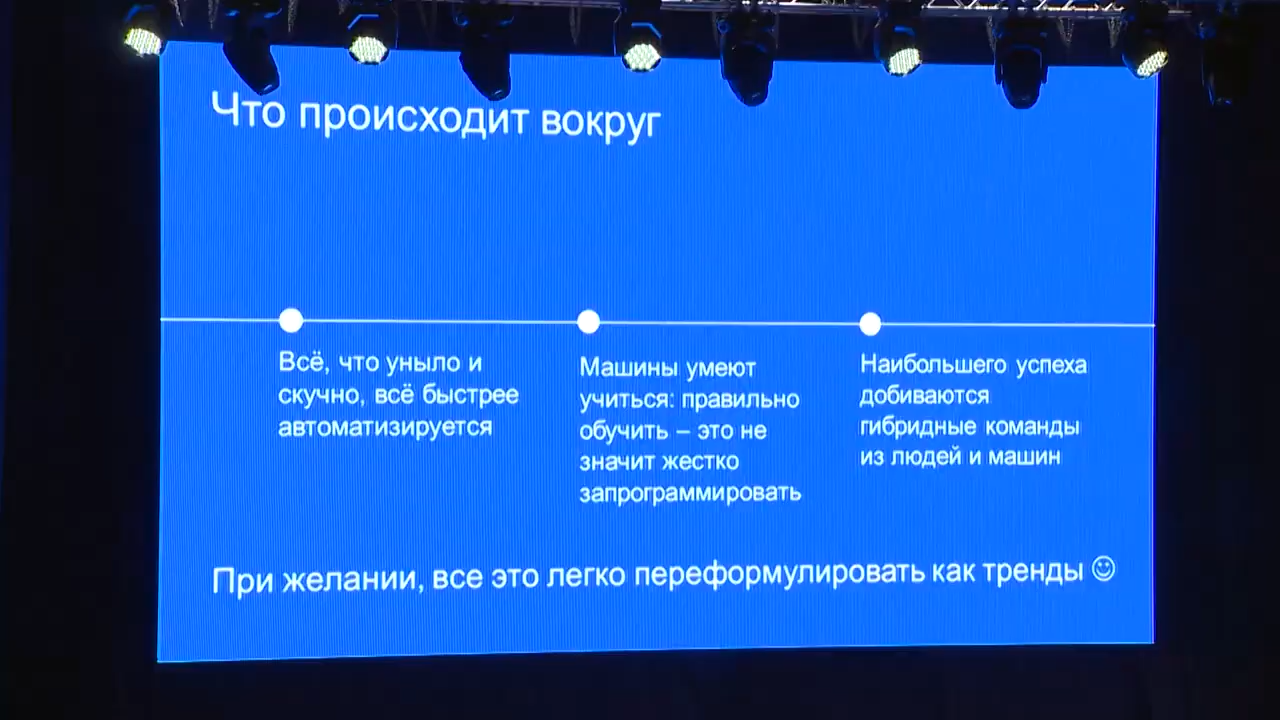 Что происходит вокруг
Всё, что уныло и
скучно, всё быстрее
автоматизируется
Машины умеют
учиться: правильно
обучить – это не
значит жестко
запрограммировать
Наибольшего успеха
добиваются
гибридные команды
из людей и машин
При желании, все это легко переформулировать как тренды ☺